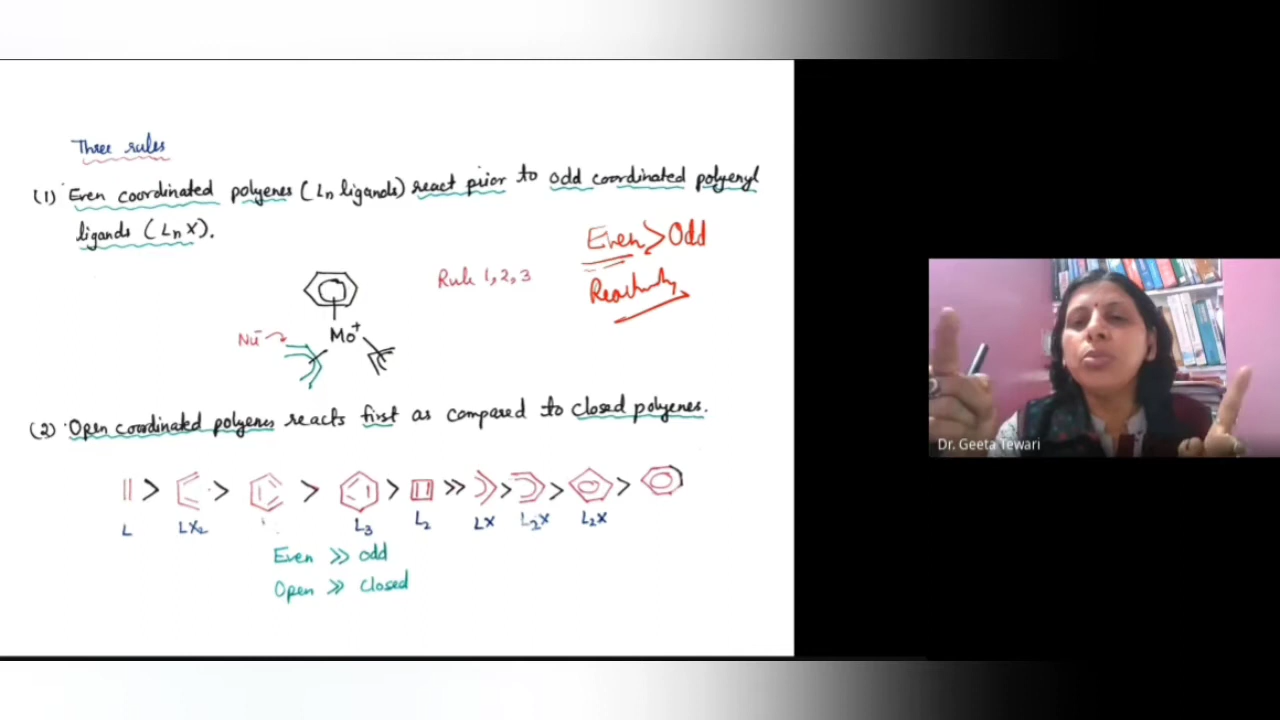 Three rules
(1) Even coordinated polyenes (Ln ligands) react prior to odd coordinated polyenyl
ligands (LnX).
Even > Odd
Rule 1, 2, 3
Reactivity
Mo+
Nu-
Dr. Geeta Tewari
(2) Open coordinated polyenes reacts first as compared to closed polyenes.
> > > > >> > > > >
L LX2 L3 L2 LX L2X L2X
Even >> odd
Open >> Closed